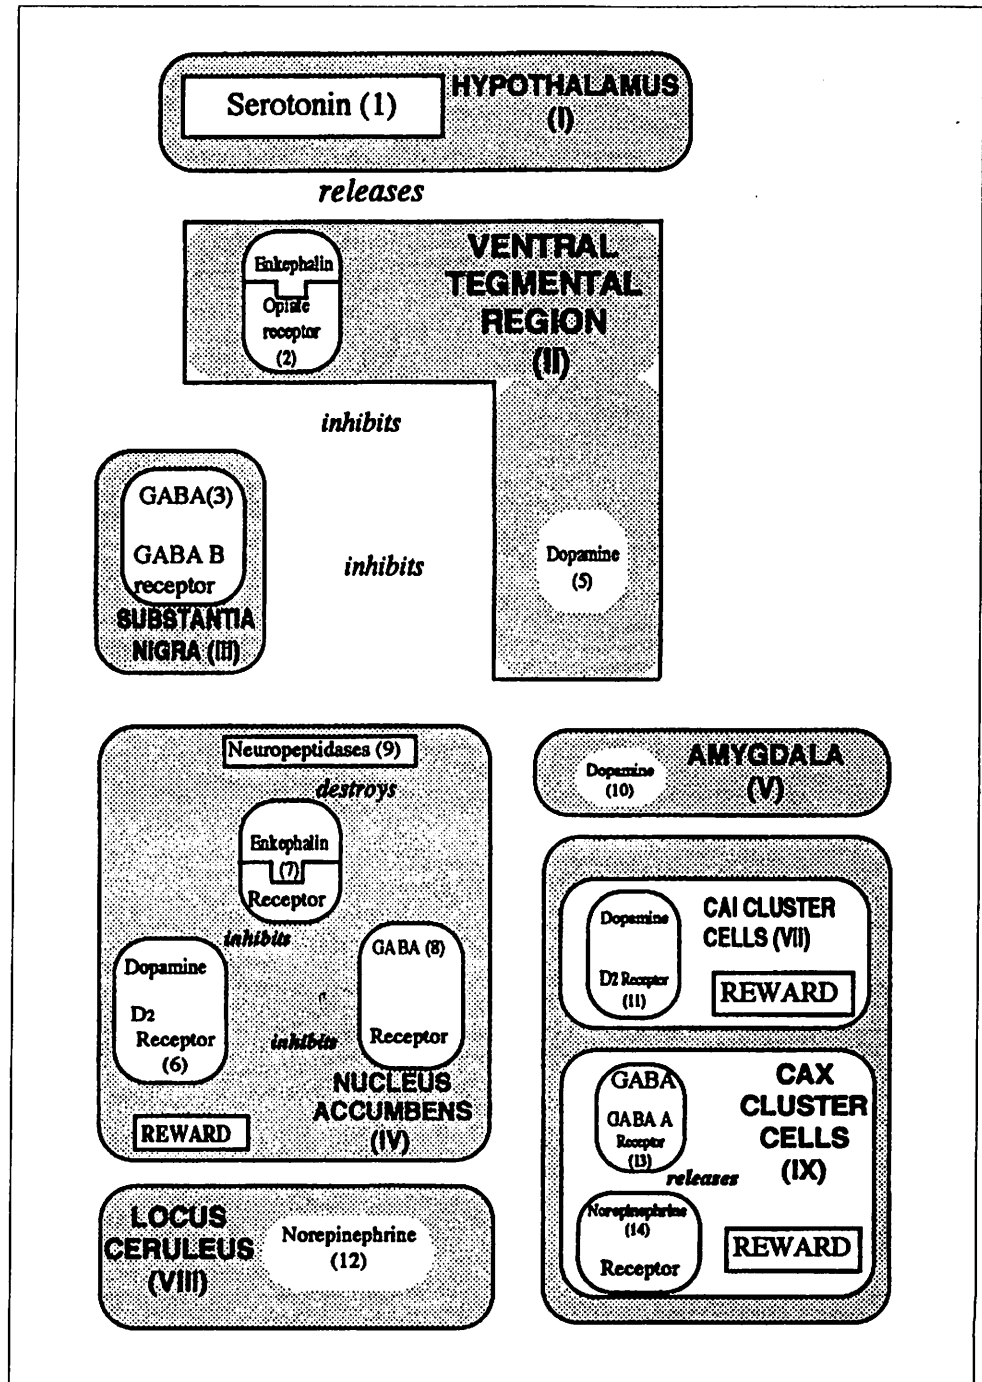 Serotonin (1)
HYPOTHALAMUS
(I)
releases
Enkephalin
Opiate
receptor
(2)
VENTRAL
TEGMENTAL
REGION
(II)
inhibits
GABA(3)
GABA B
receptor
SUBSTANTIA
NIGRA (III)
inhibits
Dopamine
(5)
Neuropeptidases (9)
destroys
Enkephalin
(7)
Receptor
inhibits
Dopamine
D2
Receptor
(6)
inhibits
GABA (8)
Receptor
NUCLEUS
ACCUMBENS
(IV)
REWARD
Dopamine
(10)
AMYGDALA
(V)
Dopamine
D2 Receptor
(11)
CAI CLUSTER
CELLS (VII)
REWARD
GABA
GABA A
Receptor
(13)
releases
CAX
CLUSTER
CELLS
(IX)
Norepinephrine
(14)
Receptor
REWARD
LOCUS
CERULEUS
(VIII)
Norepinephrine
(12)